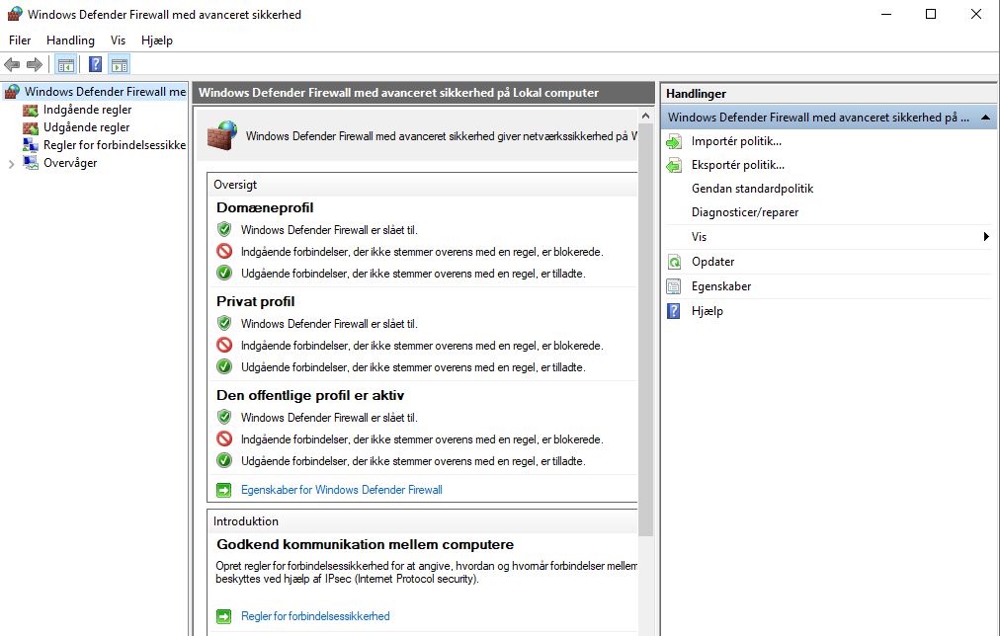 Windows Defender Firewall med avanceret sikkerhed
Filer Handling Vis Hjælp
Windows Defender Firewall me
Indgående regler
Udgående regler
Regler for forbindelsessikke
Overvåger
Windows Defender Firewall med avanceret sikkerhed på Lokal computer
Windows Defender Firewall med avanceret sikkerhed giver netværkssikkerhed på W
Oversigt
Domæneprofil
Windows Defender Firewall er slået til.
Indgående forbindelser, der ikke stemmer overens med en regel, er blokerede.
Udgående forbindelser, der ikke stemmer overens med en regel, er tilladte.
Privat profil
Windows Defender Firewall er slået til.
Indgående forbindelser, der ikke stemmer overens med en regel, er blokerede.
Udgående forbindelser, der ikke stemmer overens med en regel, er tilladte.
Den offentlige profil er aktiv
Windows Defender Firewall er slået til.
Indgående forbindelser, der ikke stemmer overens med en regel, er blokerede.
Udgående forbindelser, der ikke stemmer overens med en regel, er tilladte.
Egenskaber for Windows Defender Firewall
Introduktion
Godkend kommunikation mellem computere
Opret regler for forbindelsessikkerhed for at angive, hvordan og hvornår forbindelser mellem
beskyttes ved hjælp af IPsec (Internet Protocol security).
Regler for forbindelsessikkerhed
Handlinger
Windows Defender Firewall med avanceret sikkerhed på ...
Importér politik...
Eksportér politik...
Gendan standardpolitik
Diagnosticer/reparer
Vis
Opdater
Egenskaber
Hjælp